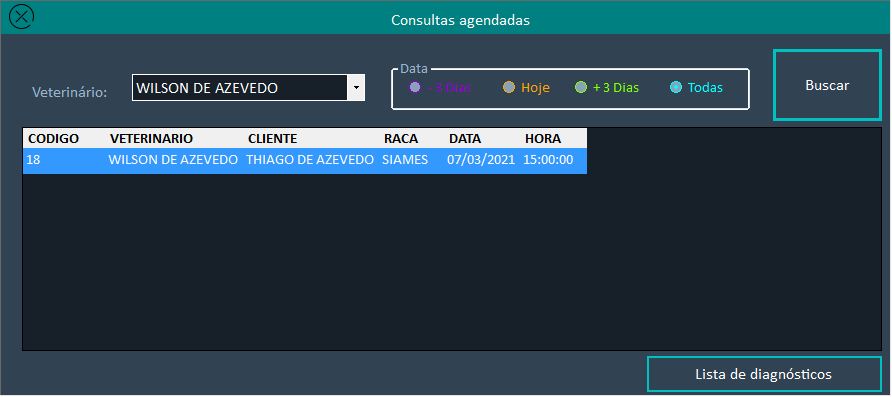 Consultas agendadas
Data
Veterinário: WILSON DE AZEVEDO - 3 Dias Hoje + 3 Dias Todas Buscar
CODIGO VETERINARIO CLIENTE RACA DATA HORA
18 WILSON DE AZEVEDO THIAGO DE AZEVEDO SIAMES 07/03/2021 15:00:00
Lista de diagnósticos